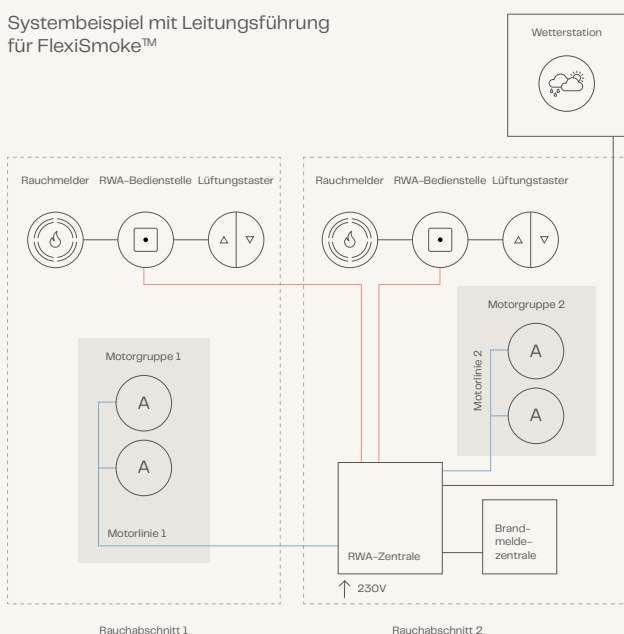 Systembeispiel mit Leitungsführung
für FlexiSmoke™
Wetterstation
Rauchmelder RWA-Bedienstelle Lüftungstaster
Rauchmelder RWA-Bedienstelle Lüftungstaster
Motorgruppe 1
A
A
Motorlinie 1
Motorgruppe 2
Motorlinie 2
A
A
RWA-Zentrale
Brand-
melde-
zentrale
230V
Rauchabschnitt 1
Rauchabschnitt 2